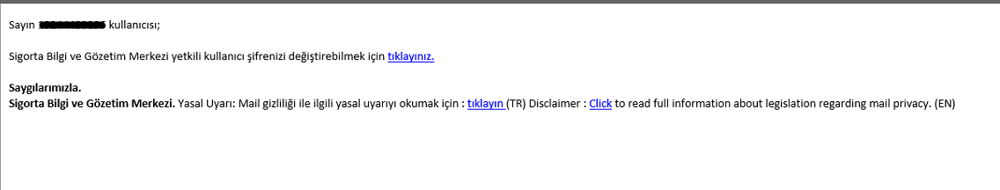 Sayın kullanıcısı;
Sigorta Bilgi ve Gözetim Merkezi yetkili kullanıcı şifrenizi değiştirebilmek için tıklayınız.
Saygılarımızla.
Sigorta Bilgi ve Gözetim Merkezi. Yasal Uyarı: Mail gizliliği ile ilgili yasal uyarıyı okumak için : tıklayın (TR) Disclaimer : Click to read full information about legislation regarding mail privacy. (EN)